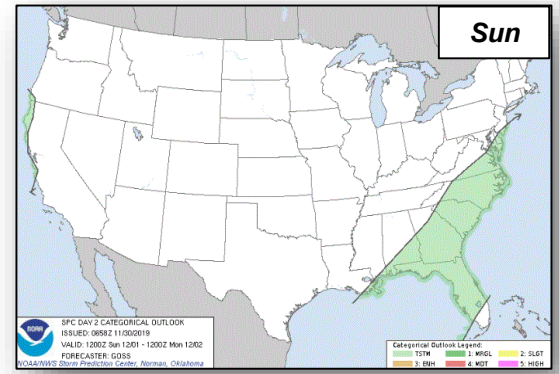 Sun
SPC DAY 2 CATEGORICAL OUTLOOK
ISSUED: 0658Z 11/30/2019
VALID: 1200Z Sun 12/01 - 1200Z Mon 12/02
FORECASTER: GOSS
NOAA/NWS Storm Prediction Center, Norman, Oklahoma
NOAA
Categorical Outlook Legend:
TSTM 1: MRGL 2: SLGT
3: ENH 4: MDT 5: HIGH